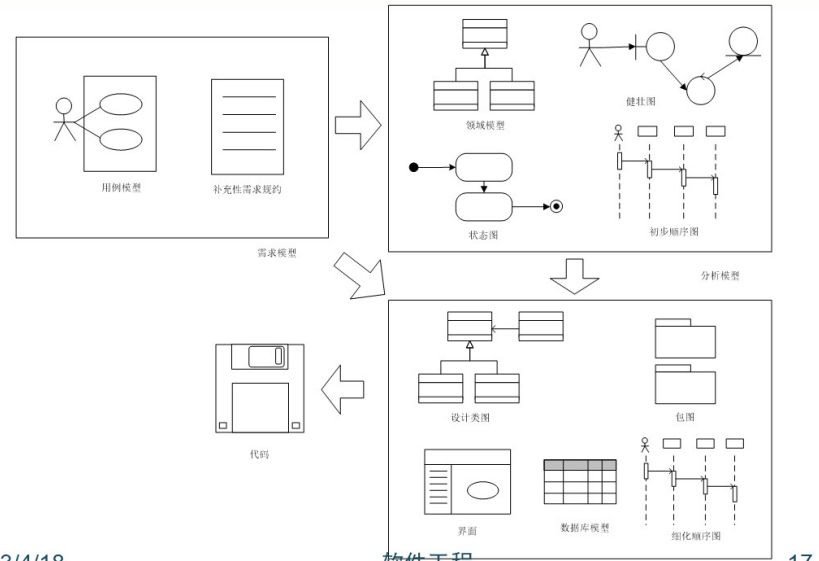 用例模型
补充性需求规约
需求模型
领域模型
健壮图
状态图
初步顺序图
分析模型
设计类图
包图
界面
数据库模型
细化顺序图
代码
3/4/18
软件工程
17